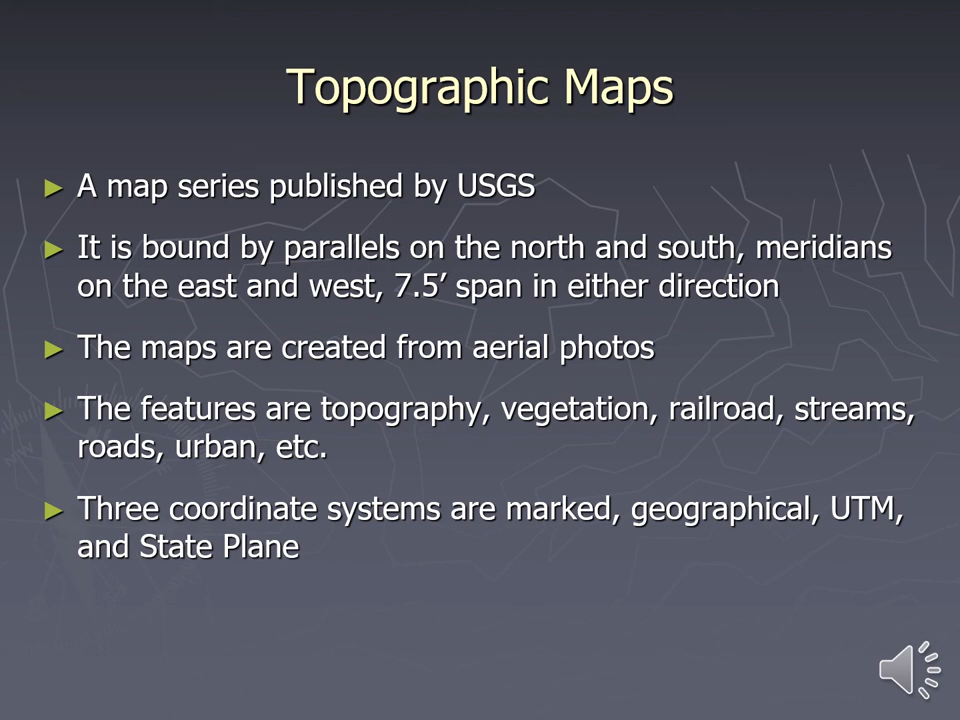 Topographic Maps
► A map series published by USGS
► It is bound by parallels on the north and south, meridians
on the east and west, 7.5’ span in either direction
► The maps are created from aerial photos
► The features are topography, vegetation, railroad, streams,
roads, urban, etc.
► Three coordinate systems are marked, geographical, UTM,
and State Plane